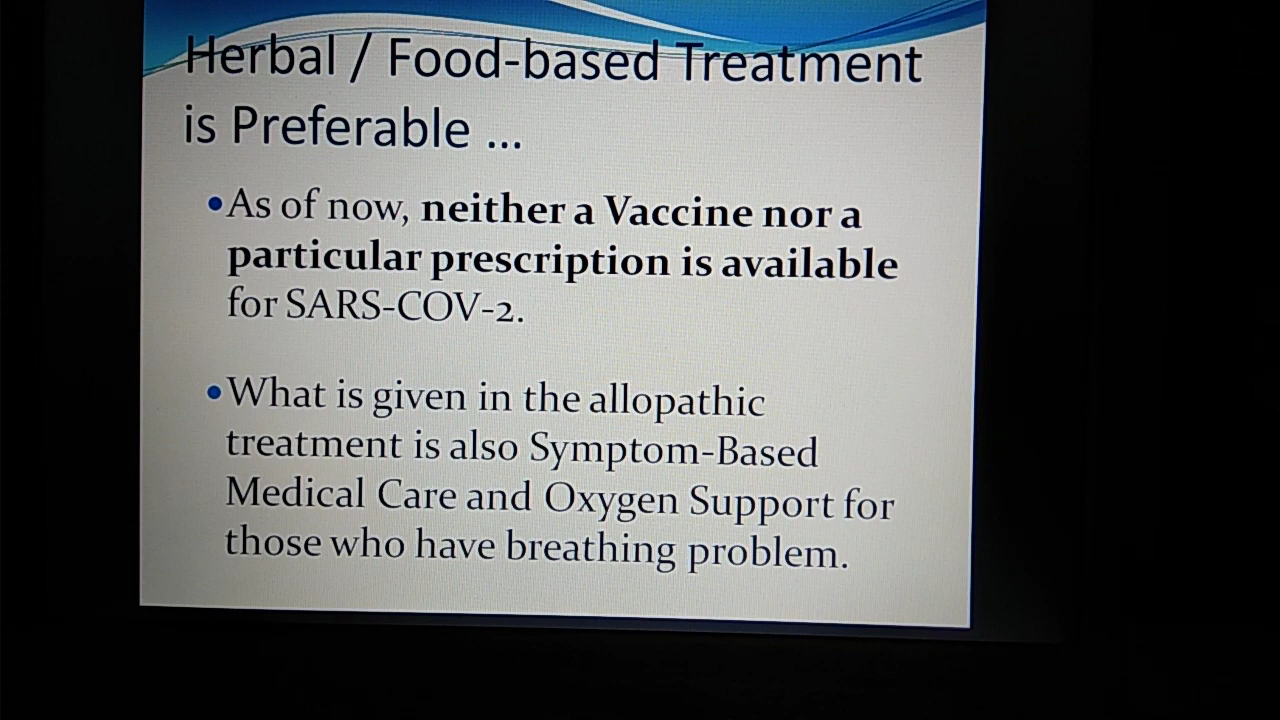 Herbal / Food-based Treatment
is Preferable ...
•As of now, neither a Vaccine nor a
particular prescription is available
for SARS-COV-2.
•What is given in the allopathic
treatment is also Symptom-Based
Medical Care and Oxygen Support for
those who have breathing problem.